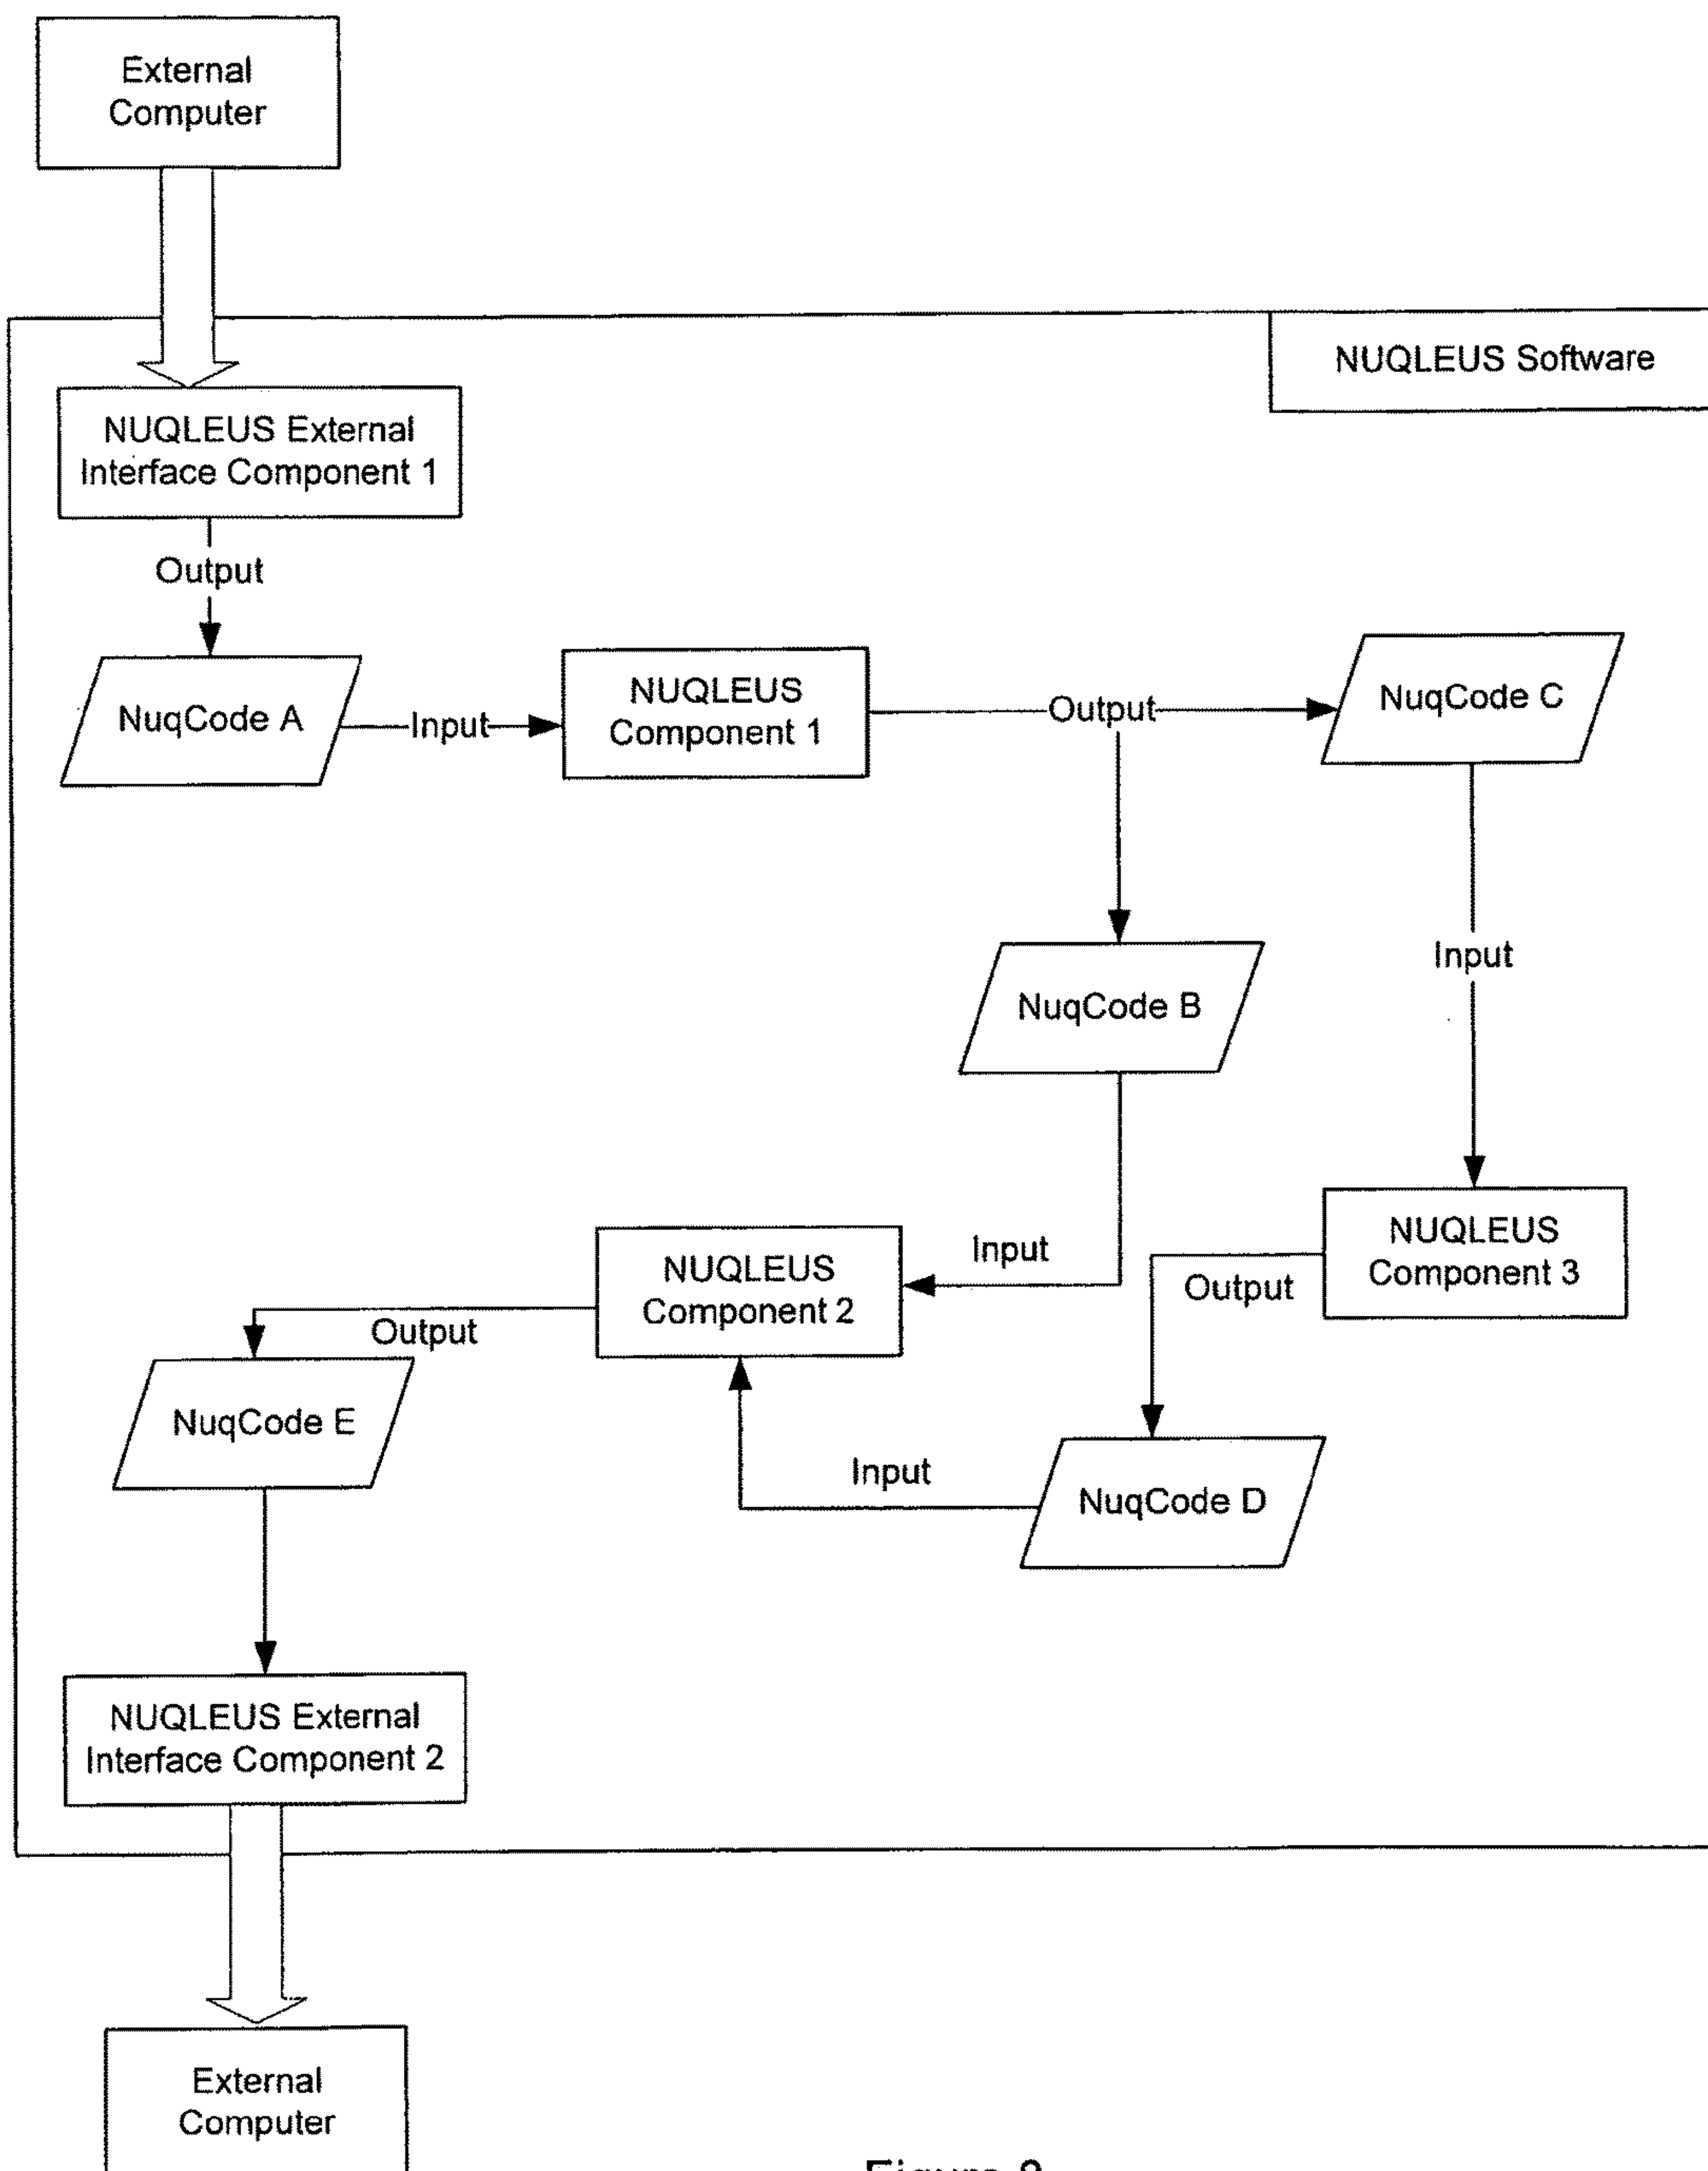 External
Computer
NUQLEUS Software
NUQLEUS External
Interface Component 1
Output
NuqCode A
Input
NUQLEUS
Component 1
Output
NuqCode C
Input
NuqCode B
Input
NUQLEUS
Component 2
NUQLEUS
Component 3
Output
Output
NuqCode E
Input
NuqCode D
NUQLEUS External
Interface Component 2
External
Computer
Figure